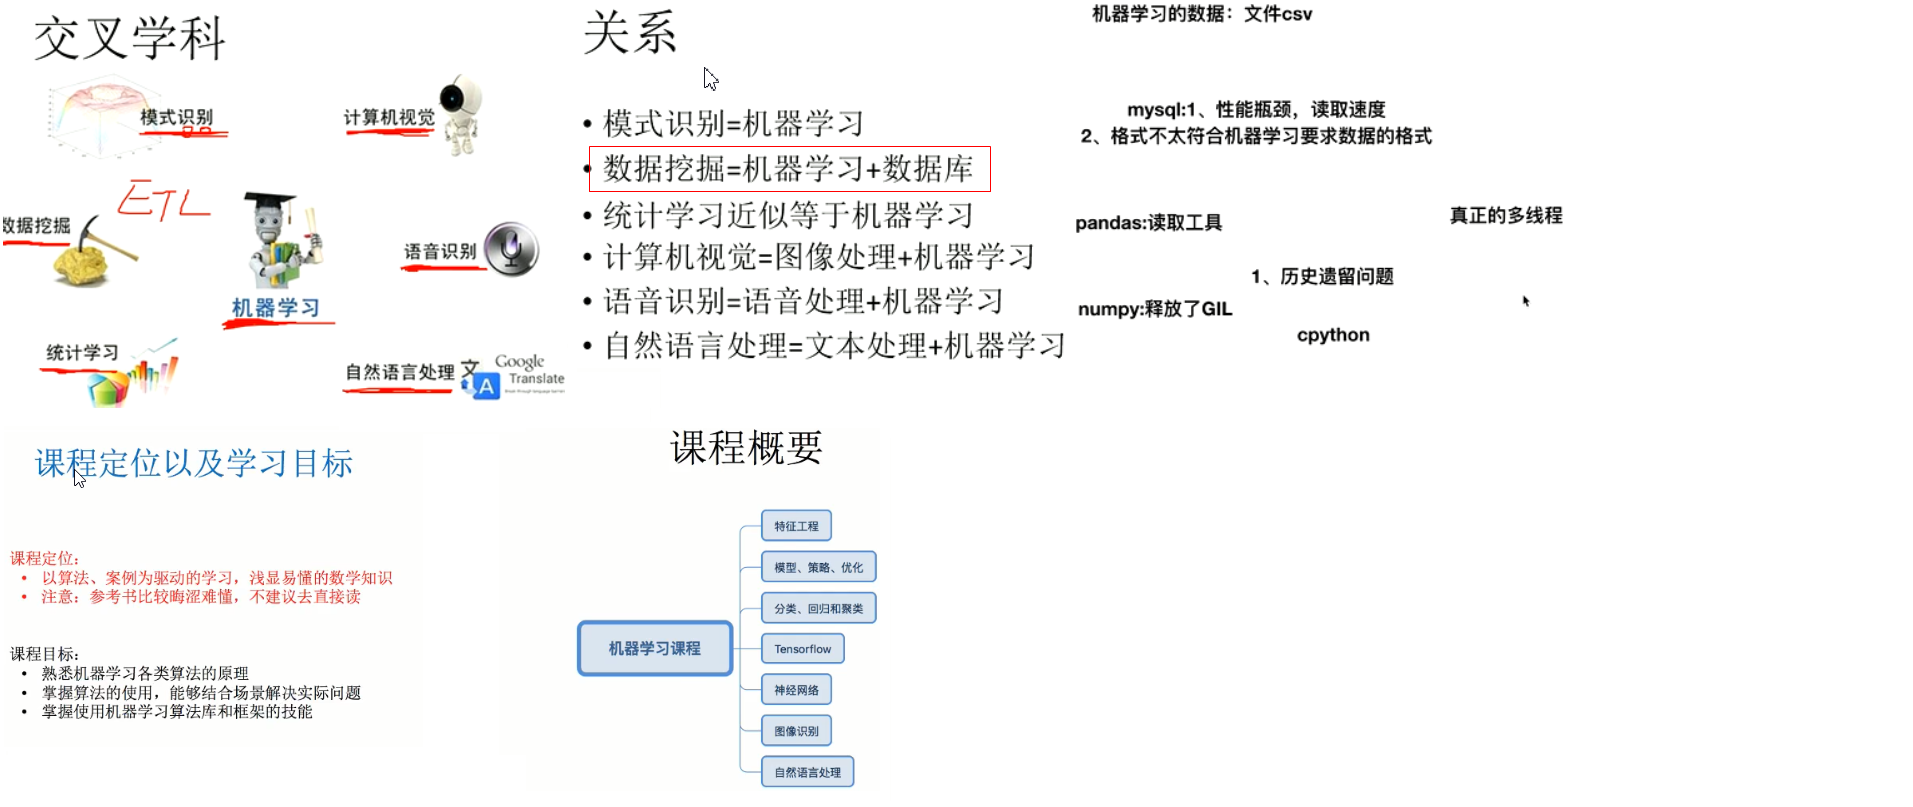 交叉学科
模式识别
计算机视觉
ETL
数据挖掘
语音识别
机器学习
统计学习
自然语言处理
文
A
Google
Translate
关系
• 模式识别=机器学习
• 数据挖掘=机器学习+数据库
• 统计学习近似等于机器学习
• 计算机视觉=图像处理+机器学习
• 语音识别=语音处理+机器学习
• 自然语言处理=文本处理+机器学习
机器学习的数据：文件csv
mysql:1、性能瓶颈，读取速度
2、格式不太符合机器学习要求数据的格式
pandas:读取工具
真正的多线程
1、历史遗留问题
numpy:释放了GIL
cpython
课程定位以及学习目标
课程定位：
• 以算法、案例为驱动的学习，浅显易懂的数学知识
• 注意：参考书比较晦涩难懂，不建议去直接读
课程目标：
• 熟悉机器学习各类算法的原理
• 掌握算法的使用，能够结合场景解决实际问题
• 掌握使用机器学习算法库和框架的技能
课程概要
机器学习课程
特征工程
模型、策略、优化
分类、回归和聚类
Tensorflow
神经网络
图像识别
自然语言处理